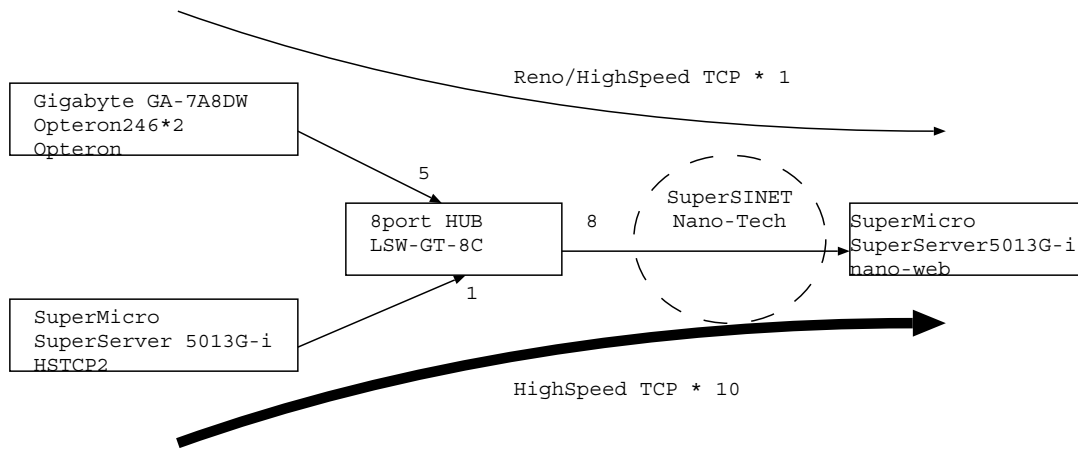 Reno/HighSpeed TCP * 1
Gigabyte GA-7A8DW
Opteron246*2
Opteron
5
8port HUB
LSW-GT-8C
8
SuperSINET
Nano-Tech
SuperMicro
SuperServer5013G-i
nano-web
1
SuperMicro
SuperServer 5013G-i
HSTCP2
HighSpeed TCP * 10